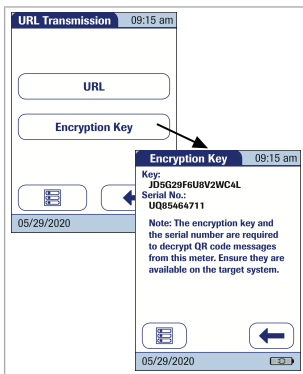 URL Transmission 09:15 am
URL
Encryption Key
05/29/2020
Encryption Key 09:15 am
Key:
JD5G29F6U8V2WC4L
Serial No.:
UQ85464711
Note: The encryption key and
the serial number are required
to decrypt QR code messages
from this meter. Ensure they are
available on the target system.
05/29/2020